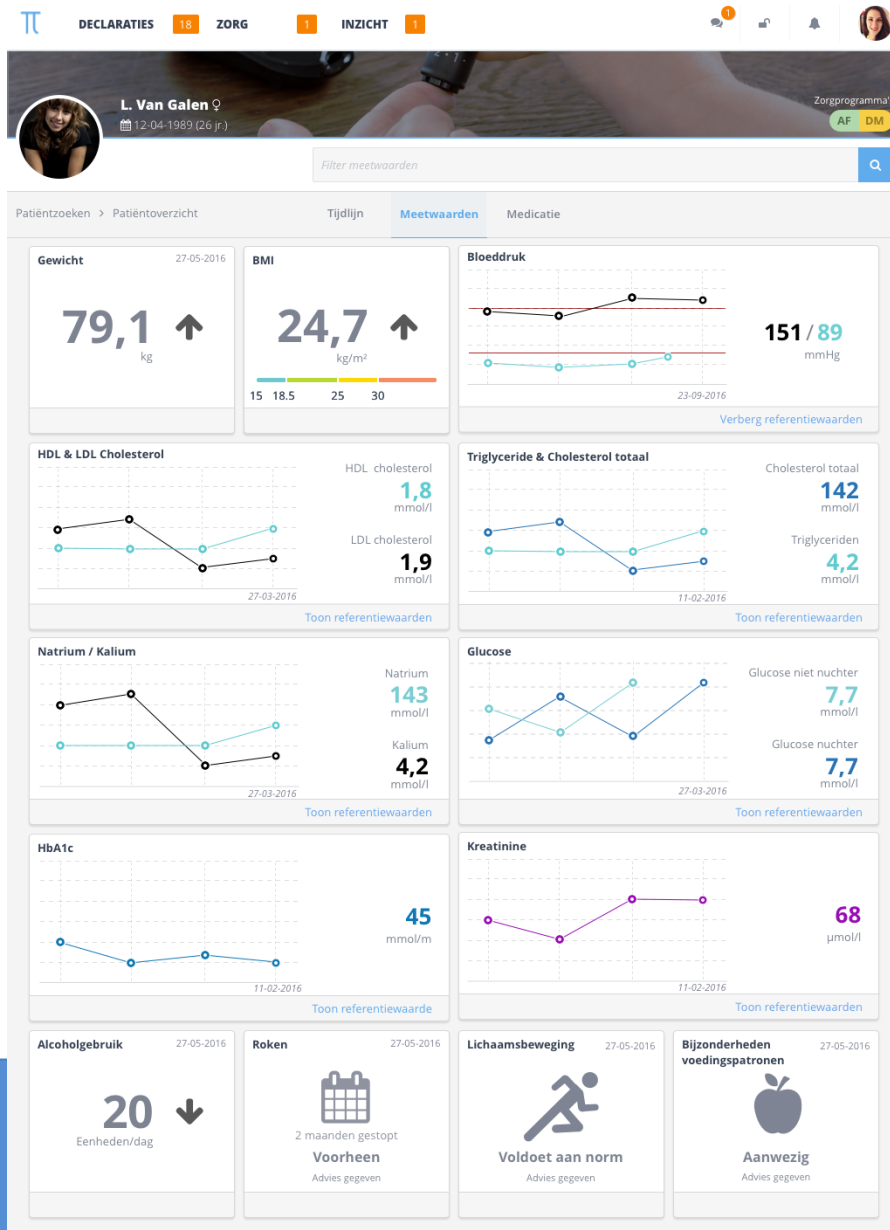 DECLARATIES 18 ZORG 1 INZICHT 1
1
L. Van Galen ♀
12-04-1989 (26 jr.)
Zorgprogramma'
AF DM
Filter meetwaarden
Patiëntzoeken > Patiëntoverzicht
Tijdlijn Meetwaarden Medicatie
Gewicht 27-05-2016
79,1
kg
BMI
24,7
kg/m²
15 18.5 25 30
Bloeddruk
151 / 89
mmHg
23-09-2016
Verberg referentiewaarden
HDL & LDL Cholesterol
HDL cholesterol
1,8
mmol/l
LDL cholesterol
1,9
mmol/l
27-03-2016
Toon referentiewaarden
Triglyceride & Cholesterol totaal
Cholesterol totaal
142
mmol/l
Triglyceriden
4,2
mmol/l
11-02-2016
Toon referentiewaarden
Natrium / Kalium
Natrium
143
mmol/l
Kalium
4,2
mmol/l
27-03-2016
Toon referentiewaarden
Glucose
Glucose niet nuchter
7,7
mmol/l
Glucose nuchter
7,7
mmol/l
27-03-2016
Toon referentiewaarden
HbA1c
45
mmol/m
11-02-2016
Toon referentiewaarde
Kreatinine
68
µmol/l
11-02-2016
Toon referentiewaarden
Alcoholgebruik 27-05-2016
20
Eenheden/dag
Roken 27-05-2016
2 maanden gestopt
Voorheen
Advies gegeven
Lichaamsbeweging 27-05-2016
Voldoet aan norm
Advies gegeven
Bijzonderheden 27-05-2016
voedingspatronen
Aanwezig
Advies gegeven